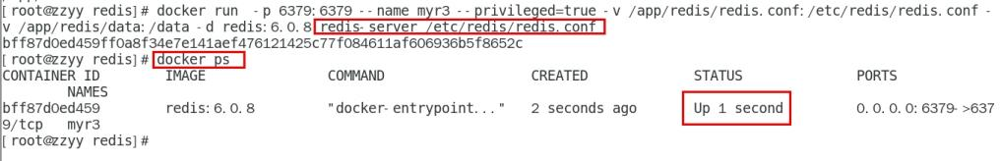 [root@zzyy redis]# docker run  -p 6379:6379 --name myr3 --privileged=true -v /app/redis/redis.conf:/etc/redis/redis.conf -
v /app/redis/data:/data -d redis:6.0.8 redis-server /etc/redis/redis.conf
bff87d0ed459ff0a8f34e7e141aef476121425c77f084611af606936b5f8652c
[root@zzyy redis]# docker ps
CONTAINER ID        IMAGE               COMMAND                  CREATED             STATUS              PORTS
        NAMES
bff87d0ed459        redis:6.0.8         "docker-entrypoint..."   2 seconds ago       Up 1 second         0.0.0.0:6379->637
9/tcp   myr3
[root@zzyy redis]#